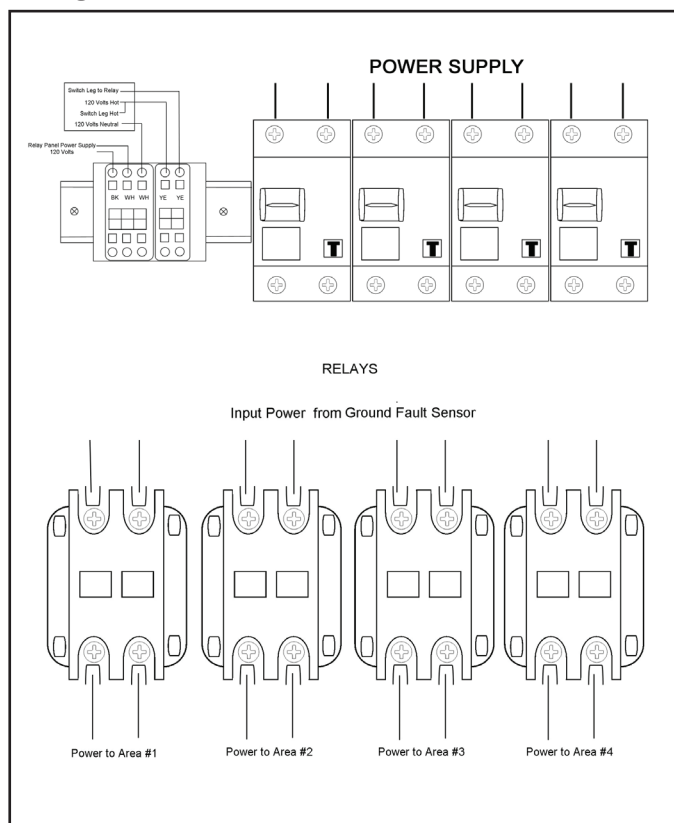 POWER SUPPLY
Switch Leg to Relay
120 Volts Hot
Switch Leg Hot
120 Volts Neutral
Relay Panel Power Supply
120 Volts
BK WH WH YE YE
T T T T
RELAYS
Input Power from Ground Fault Sensor
Power to Area #1 Power to Area #2 Power to Area #3 Power to Area #4